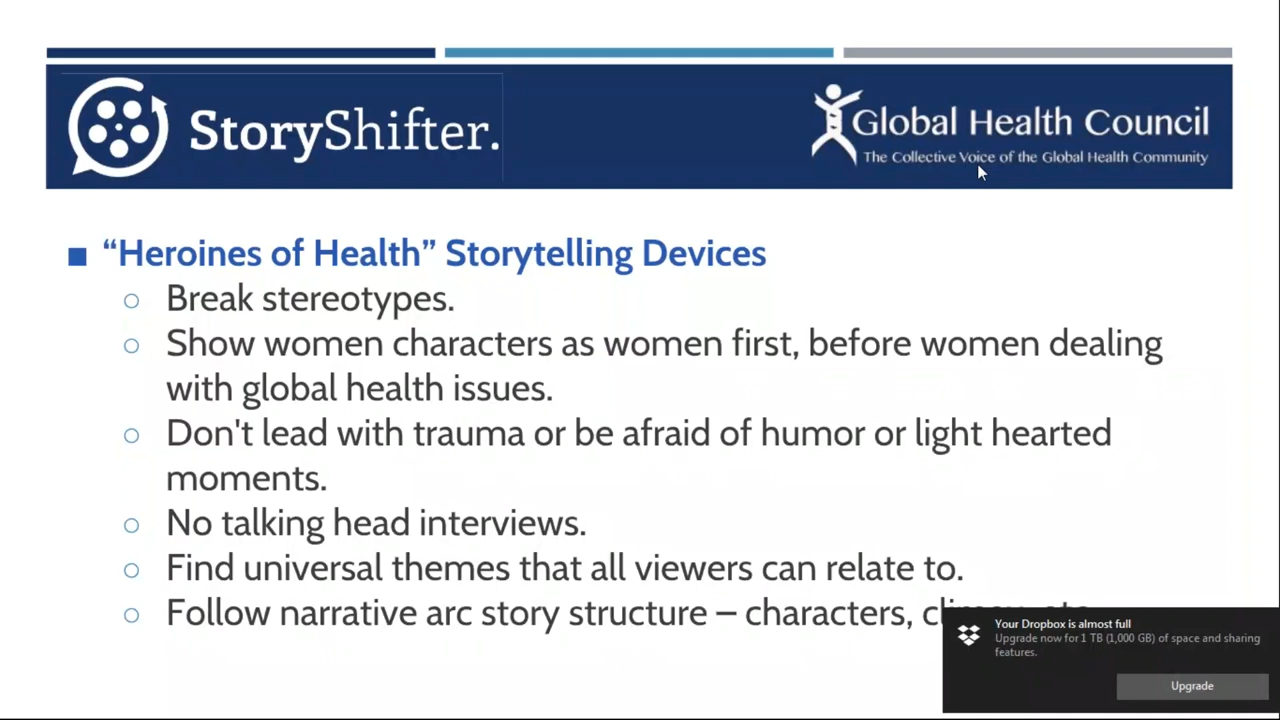 StoryShifter.
Global Health Council
The Collective Voice of the Global Health Community
“Heroines of Health” Storytelling Devices
Break stereotypes.
Show women characters as women first, before women dealing
with global health issues.
Don't lead with trauma or be afraid of humor or light hearted
moments.
No talking head interviews.
Find universal themes that all viewers can relate to.
Follow narrative arc story structure – characters,
Your Dropbox is almost full
Upgrade now for 1 TB (1,000 GB) of space and sharing
features.
Upgrade